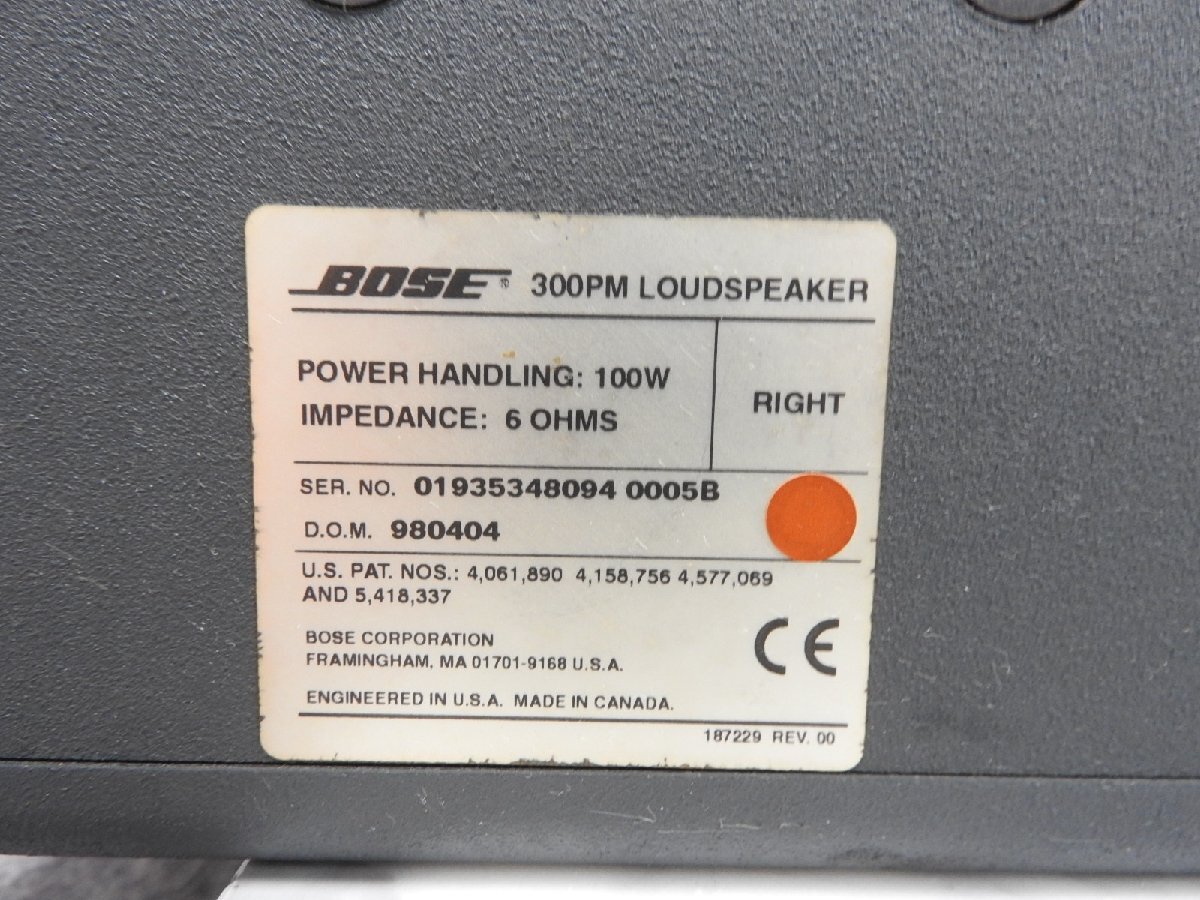 BOSE® 300PM LOUDSPEAKER
POWER HANDLING: 100W
IMPEDANCE: 6 OHMS
RIGHT
SER. NO. 01935348094 0005B
D.O.M. 980404
U.S. PAT. NOS.: 4,061,890 4,158,756 4,577,069
AND 5,418,337
BOSE CORPORATION
FRAMINGHAM, MA 01701-9168 U.S.A.
CE
ENGINEERED IN U.S.A. MADE IN CANADA.
187229 REV. 00